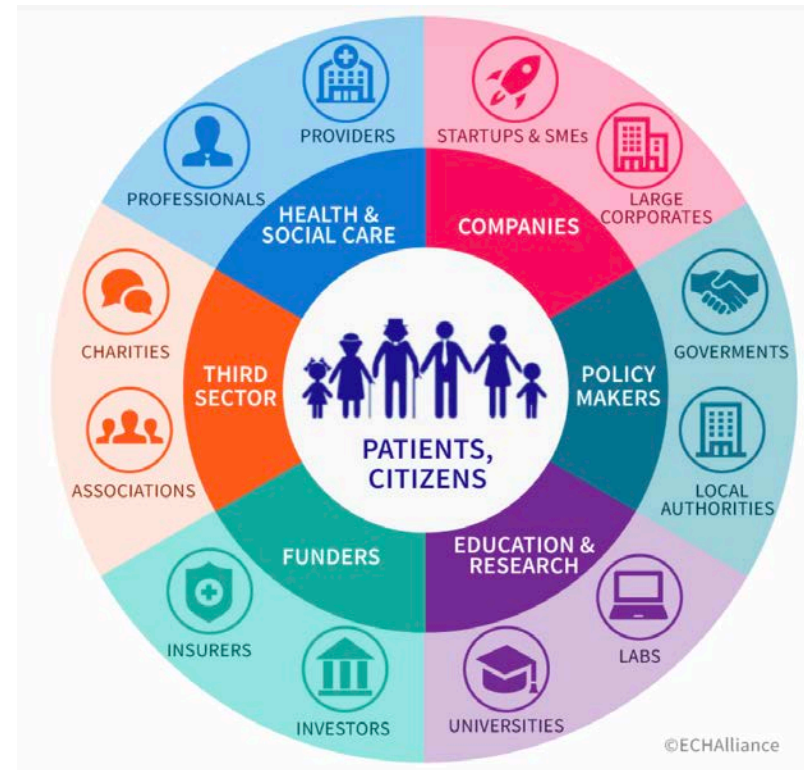 PROVIDERS
PROFESSIONALS
HEALTH &
SOCIAL CARE
STARTUPS & SMEs
LARGE
CORPORATES
COMPANIES
GOVERMENTS
LOCAL
AUTHORITIES
POLICY
MAKERS
EDUCATION &
RESEARCH
LABS
UNIVERSITIES
FUNDERS
INSURERS
INVESTORS
THIRD
SECTOR
CHARITIES
ASSOCIATIONS
PATIENTS,
CITIZENS
©ECHAlliance